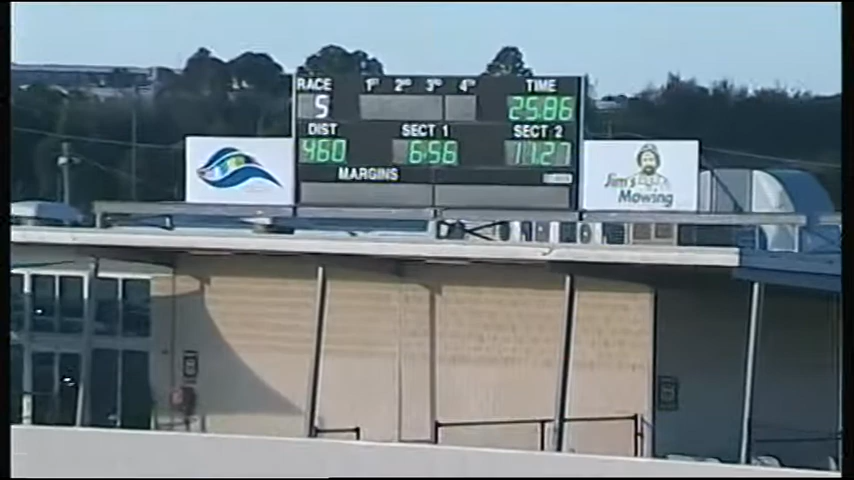 RACE 1ST 2ND 3RD 4TH TIME
5 25.86
DIST SECT 1 SECT 2
460 6.56 11.27
MARGINS
Jim's
Mowing